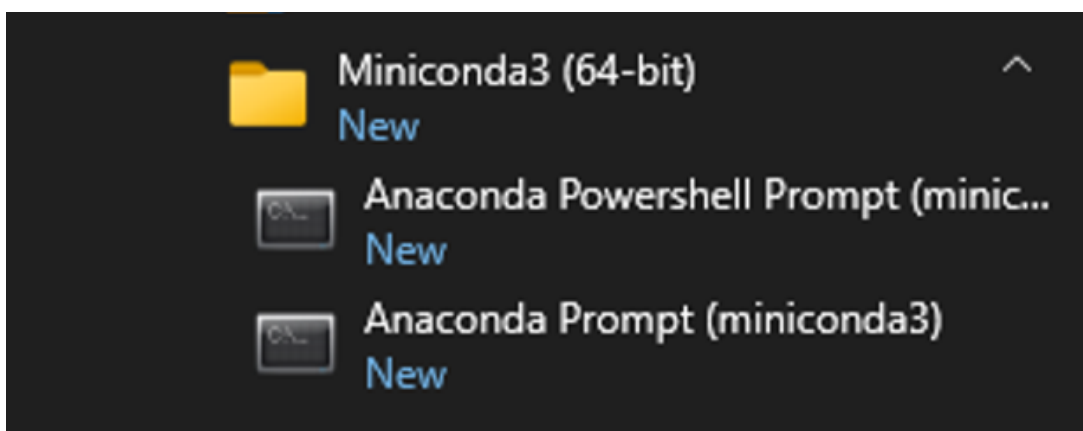 Miniconda3 (64-bit)
New
Anaconda Powershell Prompt (minic...
New
Anaconda Prompt (miniconda3)
New